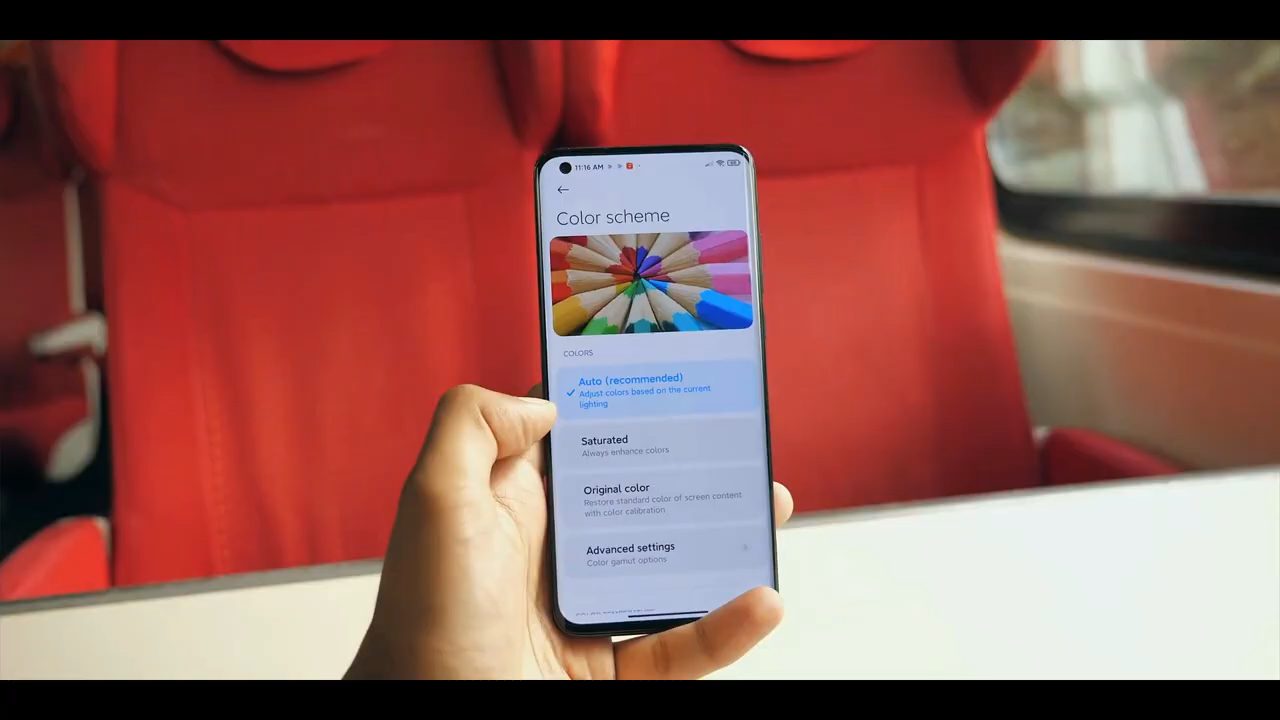 11:16 AM
Color scheme
COLORS
Auto (recommended)
Adjust colors based on the current
lighting
Saturated
Always enhance colors
Original color
Restore standard color of screen content
with color calibration
Advanced settings
Color gamut options